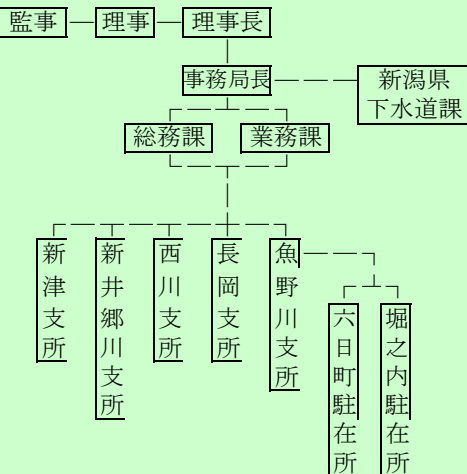 監事
理事
理事長
事務局長
新潟県
下水道課
総務課
業務課
新津支所
新井郷川支所
西川支所
長岡支所
魚野川支所
六日町駐在所
堀之内駐在所